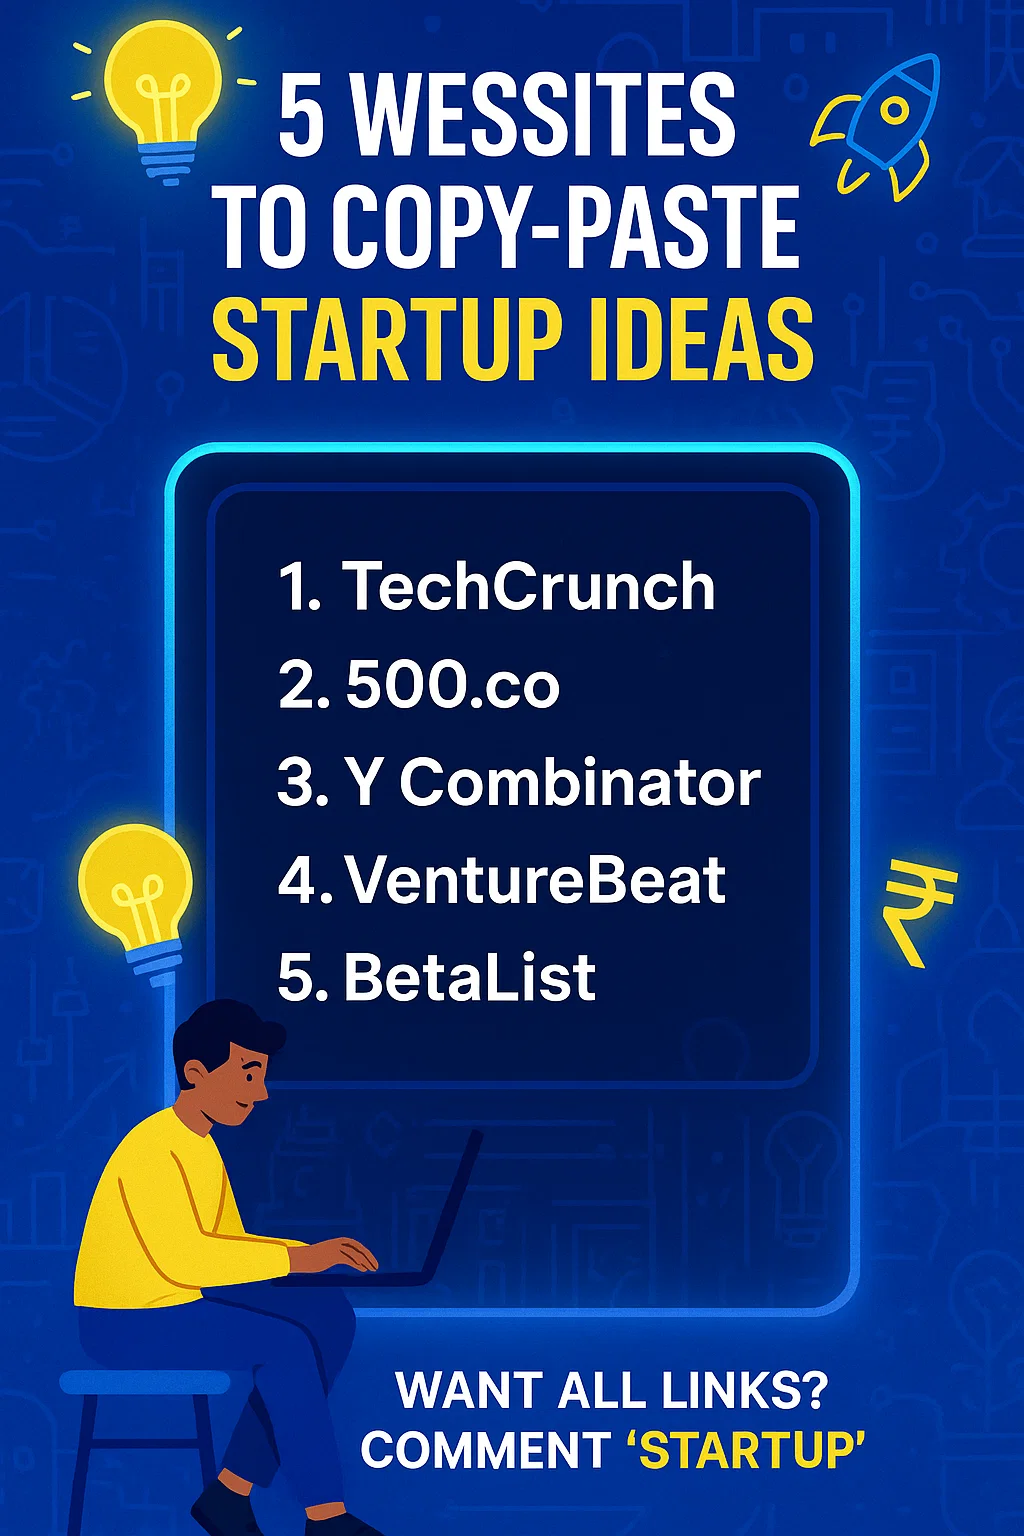 5 WESSITES
TO COPY-PASTE
STARTUP IDEAS
1. TechCrunch
2. 500.co
3. Y Combinator
4. VentureBeat
5. BetaList
₹
WANT ALL LINKS?
COMMENT ‘STARTUP’